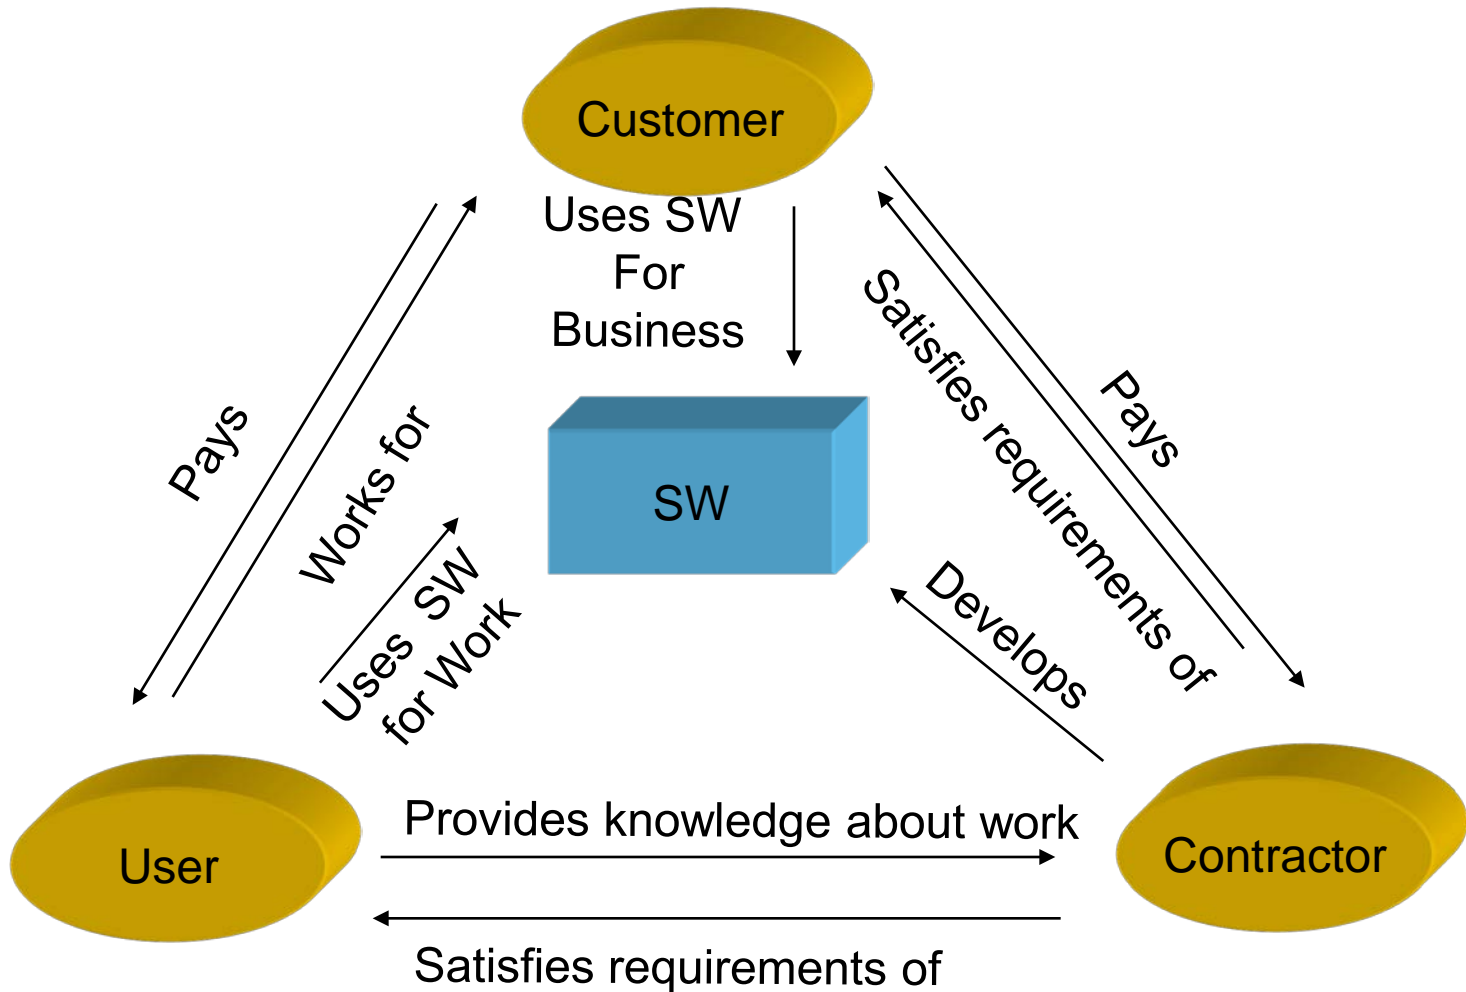 Customer
Uses SW
For
Business
Pays
Works for
Satisfies requirements of
Pays
SW
Uses SW
for Work
Develops
User
Provides knowledge about work
Contractor
Satisfies requirements of